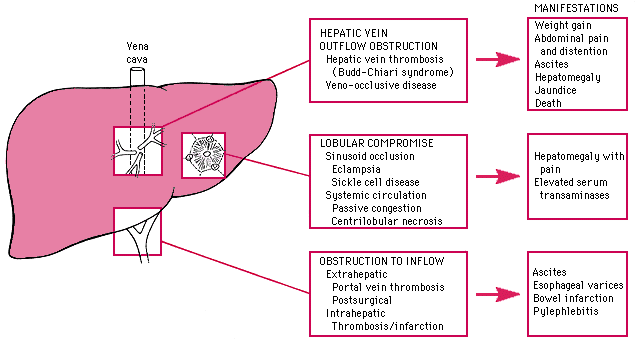 Vena
cava
HEPATIC VEIN
OUTFLOW OBSTRUCTION
Hepatic vein thrombosis
(Budd-Chiari syndrome)
Veno-occlusive disease
MANIFESTATIONS
Weight gain
Abdominal pain
and distention
Ascites
Hepatomegaly
Jaundice
Death
LOBULAR COMPROMISE
Sinusoid occlusion
Eclampsia
Sickle cell disease
Systemic circulation
Passive congestion
Centrilobular necrosis
Hepatomegaly with
pain
Elevated serum
transaminases
OBSTRUCTION TO INFLOW
Extrahepatic
Portal vein thrombosis
Postsurgical
Intrahepatic
Thrombosis/infarction
Ascites
Esophageal varices
Bowel infarction
Pylephlebitis